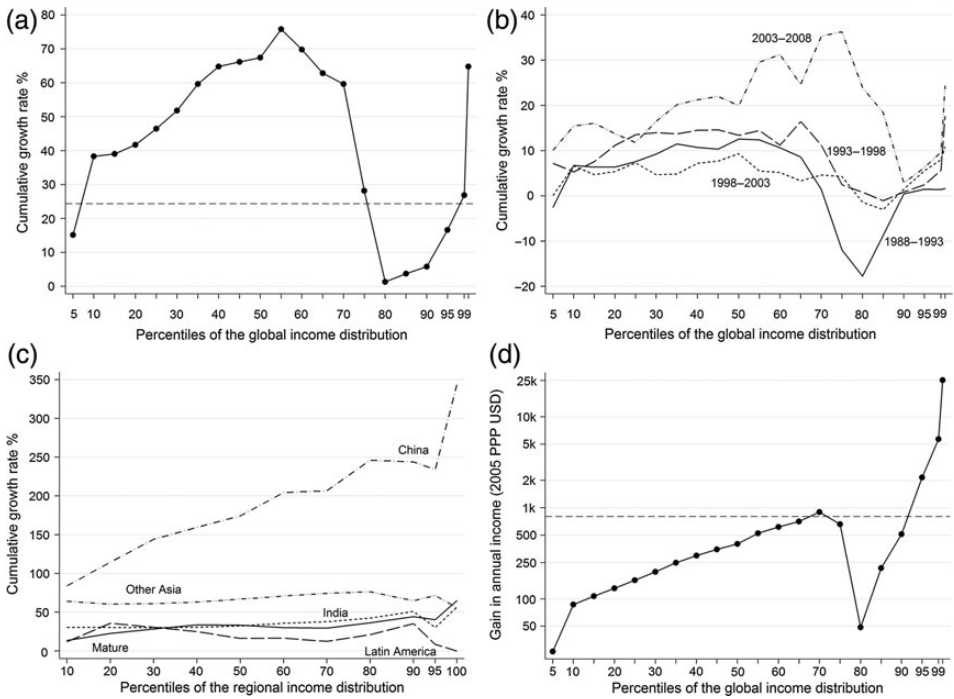 (a)
Cumulative growth rate %
80
70
60
50
40
30
20
10
0
5 10 20 30 40 50 60 70 80 90 95 99
Percentiles of the global income distribution
(b)
Cumulative growth rate %
40
30
20
10
0
−10
−20
2003–2008
1993–1998
1998–2003
1988–1993
5 10 20 30 40 50 60 70 80 90 95 99
Percentiles of the global income distribution
(c)
Cumulative growth rate %
350
300
250
200
150
100
50
0
China
Other Asia
India
Mature
Latin America
10 20 30 40 50 60 70 80 90 95 100
Percentiles of the regional income distribution
(d)
Gain in annual income (2005 PPP USD)
25k
10k
5k
2k
1k
500
250
100
50
5 10 20 30 40 50 60 70 80 90 95 99
Percentiles of the global income distribution